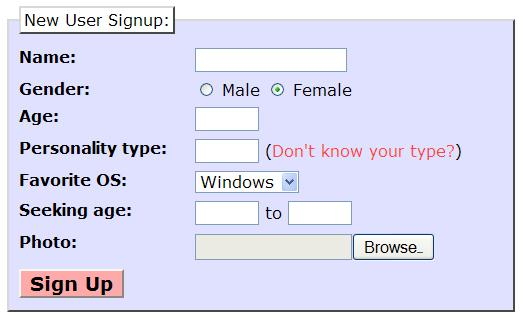 New User Signup:
Name:
Gender: Male Female
Age:
Personality type: (Don't know your type?)
Favorite OS: Windows
Seeking age: to
Photo: Browse...
Sign Up